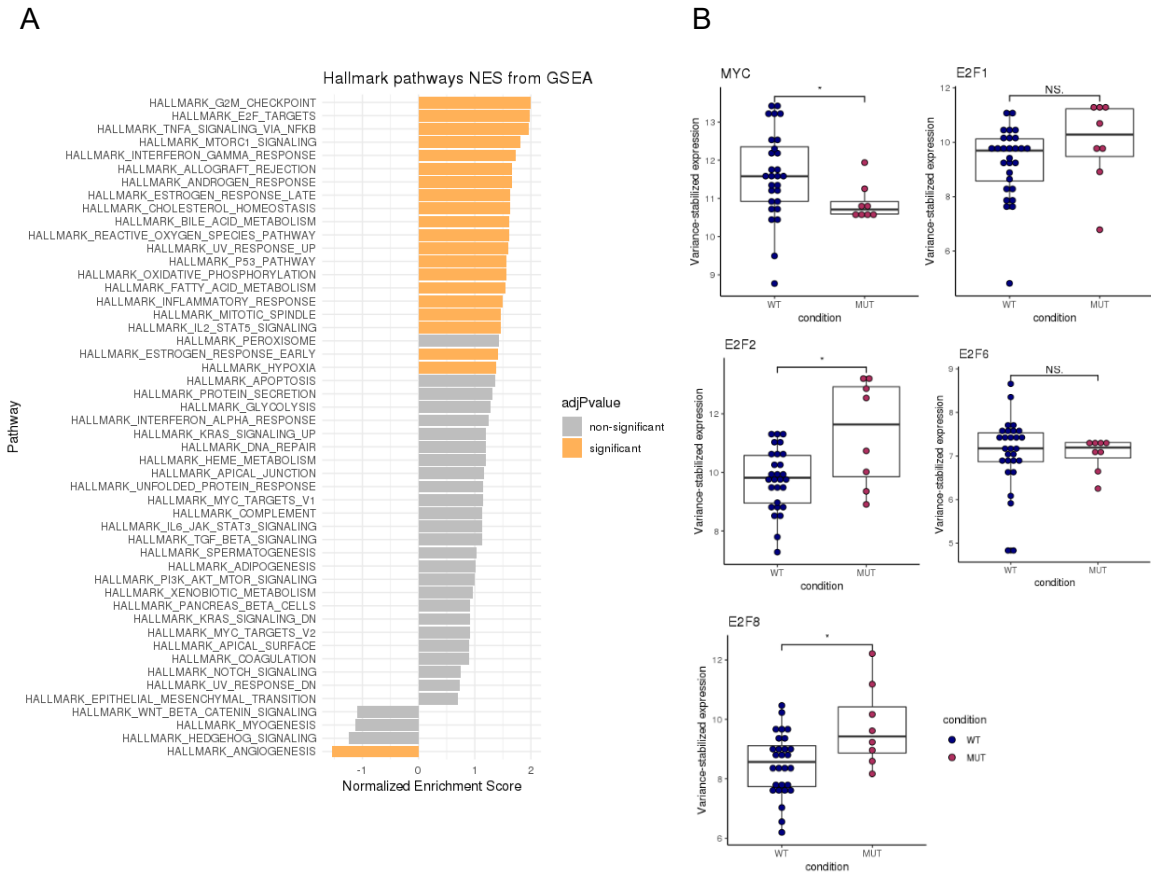 A
Hallmark pathways NES from GSEA
HALLMARK_G2M_CHECKPOINT
HALLMARK_E2F_TARGETS
HALLMARK_TNFA_SIGNALING_VIA_NFKB
HALLMARK_MTORC1_SIGNALING
HALLMARK_INTERFERON_GAMMA_RESPONSE
HALLMARK_ALLOGRAFT_REJECTION
HALLMARK_ANDROGEN_RESPONSE
HALLMARK_ESTROGEN_RESPONSE_LATE
HALLMARK_CHOLESTEROL_HOMEOSTASIS
HALLMARK_BILE_ACID_METABOLISM
HALLMARK_REACTIVE_OXYGEN_SPECIES_PATHWAY
HALLMARK_UV_RESPONSE_UP
HALLMARK_P53_PATHWAY
HALLMARK_OXIDATIVE_PHOSPHORYLATION
HALLMARK_FATTY_ACID_METABOLISM
HALLMARK_INFLAMMATORY_RESPONSE
HALLMARK_MITOTIC_SPINDLE
HALLMARK_IL2_STAT5_SIGNALING
HALLMARK_PEROXISOME
HALLMARK_ESTROGEN_RESPONSE_EARLY
HALLMARK_HYPOXIA
HALLMARK_APOPTOSIS
HALLMARK_PROTEIN_SECRETION
HALLMARK_GLYCOLYSIS
HALLMARK_INTERFERON_ALPHA_RESPONSE
HALLMARK_KRAS_SIGNALING_UP
HALLMARK_DNA_REPAIR
HALLMARK_HEME_METABOLISM
HALLMARK_APICAL_JUNCTION
HALLMARK_UNFOLDED_PROTEIN_RESPONSE
HALLMARK_MYC_TARGETS_V1
HALLMARK_COMPLEMENT
HALLMARK_IL6_JAK_STAT3_SIGNALING
HALLMARK_TGF_BETA_SIGNALING
HALLMARK_SPERMATOGENESIS
HALLMARK_ADIPOGENESIS
HALLMARK_PI3K_AKT_MTOR_SIGNALING
HALLMARK_XENOBIOTIC_METABOLISM
HALLMARK_PANCREAS_BETA_CELLS
HALLMARK_KRAS_SIGNALING_DN
HALLMARK_MYC_TARGETS_V2
HALLMARK_APICAL_SURFACE
HALLMARK_COAGULATION
HALLMARK_NOTCH_SIGNALING
HALLMARK_UV_RESPONSE_DN
HALLMARK_EPITHELIAL_MESENCHYMAL_TRANSITION
HALLMARK_WNT_BETA_CATENIN_SIGNALING
HALLMARK_MYOGENESIS
HALLMARK_HEDGEHOG_SIGNALING
HALLMARK_ANGIOGENESIS
Pathway
-1 0 1 2
Normalized Enrichment Score
adjPvalue
non-significant
significant
B
MYC
*
13
12
11
10
9
Variance-stabilized expression
WT MUT
condition
E2F1
NS.
12
10
8
6
Variance-stabilized expression
WT MUT
condition
E2F2
*
12
10
8
Variance-stabilized expression
WT MUT
condition
E2F6
NS.
9
8
7
6
5
Variance-stabilized expression
WT MUT
condition
E2F8
*
12
10
8
6
Variance-stabilized expression
WT MUT
condition
condition
WT
MUT